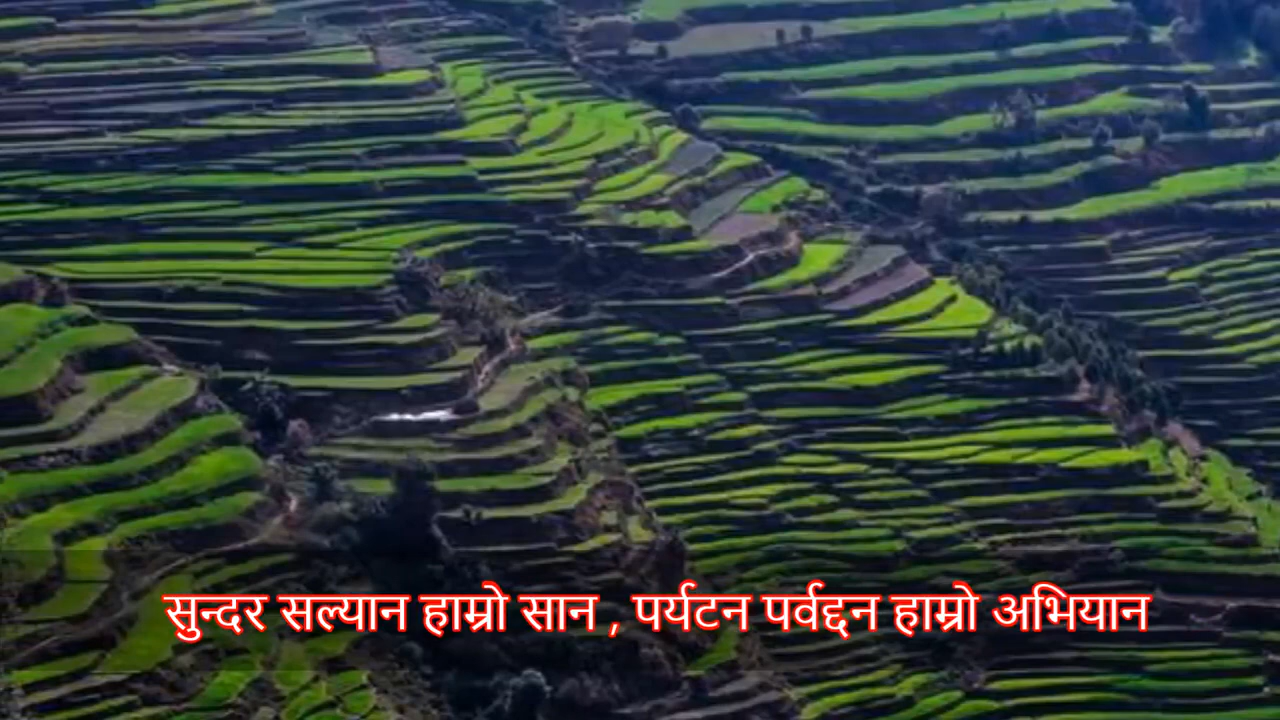 सुन्दर सल्यान हाम्रो सान , पर्यटन पर्वद्दन हाम्रो अभियान